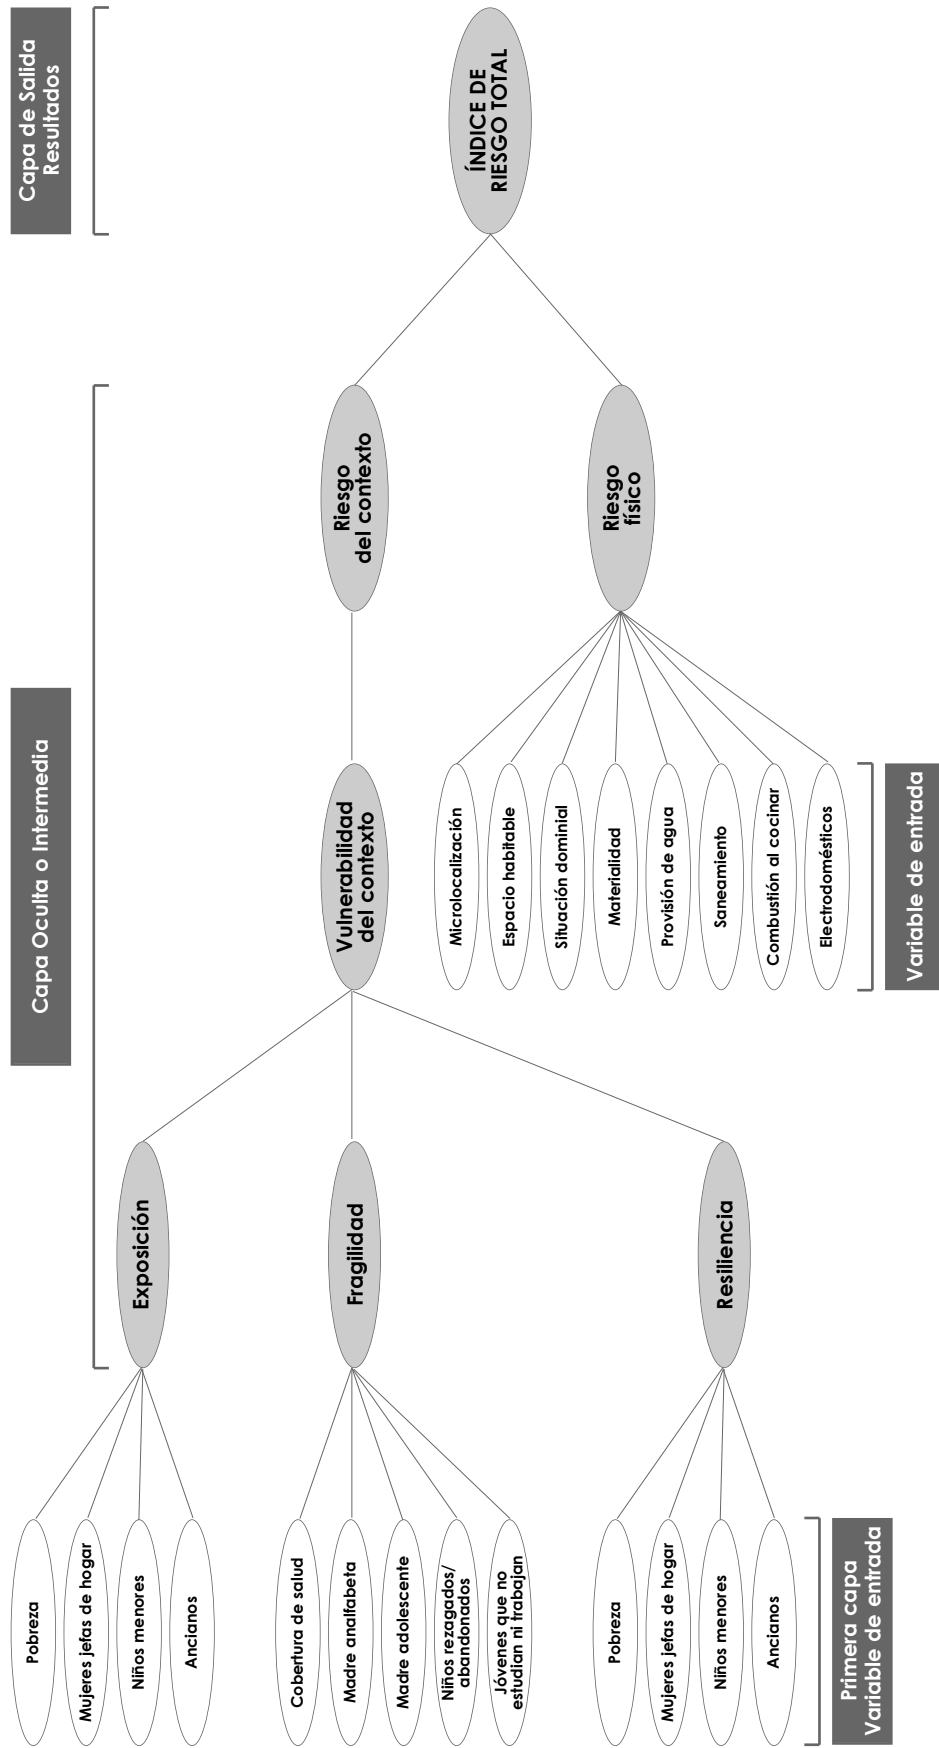 Capa de Salida
Resultados
Capa Oculta o Intermedia
ÍNDICE DE
RIESGO TOTAL
Riesgo
del contexto
Riesgo
físico
Vulnerabilidad
del contexto
Microlocalización
Espacio habitable
Situación dominial
Materialidad
Provisión de agua
Saneamiento
Combustión al cocinar
Electrodomésticos
Variable de entrada
Exposición
Fragilidad
Resiliencia
Pobreza
Mujeres jefas de hogar
Niños menores
Ancianos
Cobertura de salud
Madre analfabeta
Madre adolescente
Niños rezagados/
abandonados
Jóvenes que no
estudian ni trabajan
Pobreza
Mujeres jefas de hogar
Niños menores
Ancianos
Primera capa
Variable de entrada